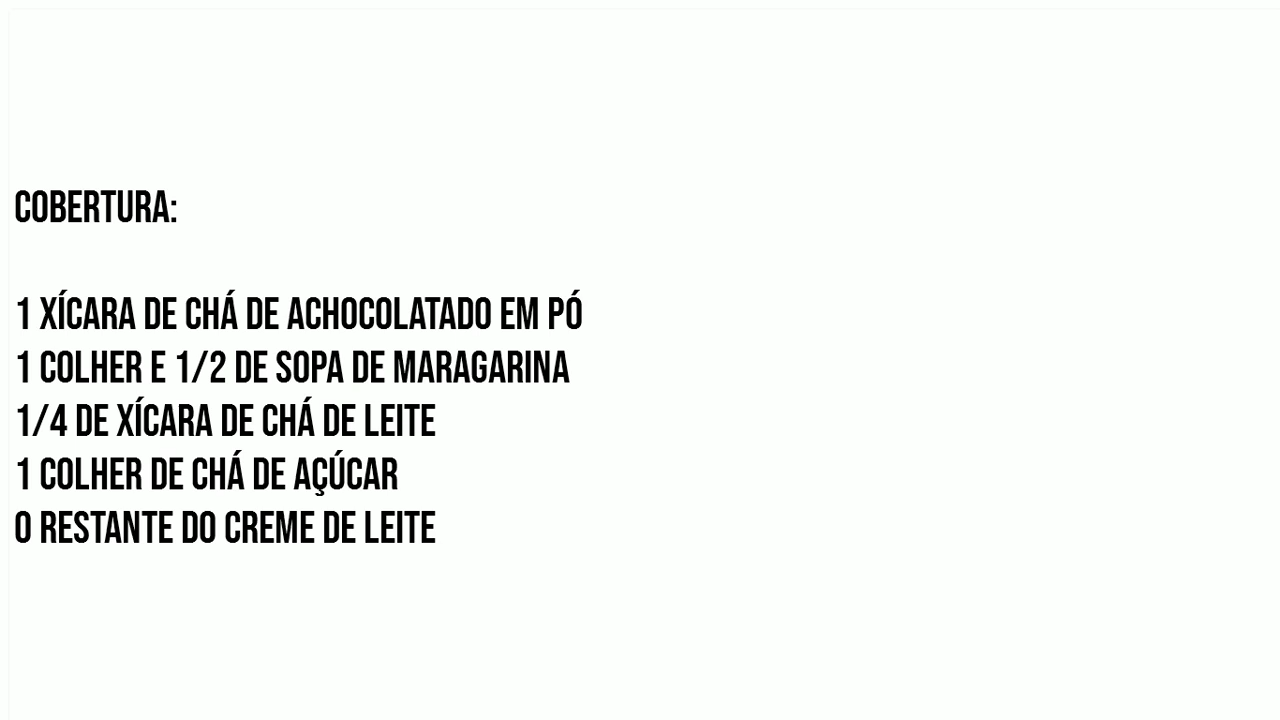 COBERTURA:
1 XÍCARA DE CHÁ DE ACHOCOLATADO EM PÓ
1 COLHER E 1/2 DE SOPA DE MARAGARINA
1/4 DE XÍCARA DE CHÁ DE LEITE
1 COLHER DE CHÁ DE AÇÚCAR
O RESTANTE DO CREME DE LEITE